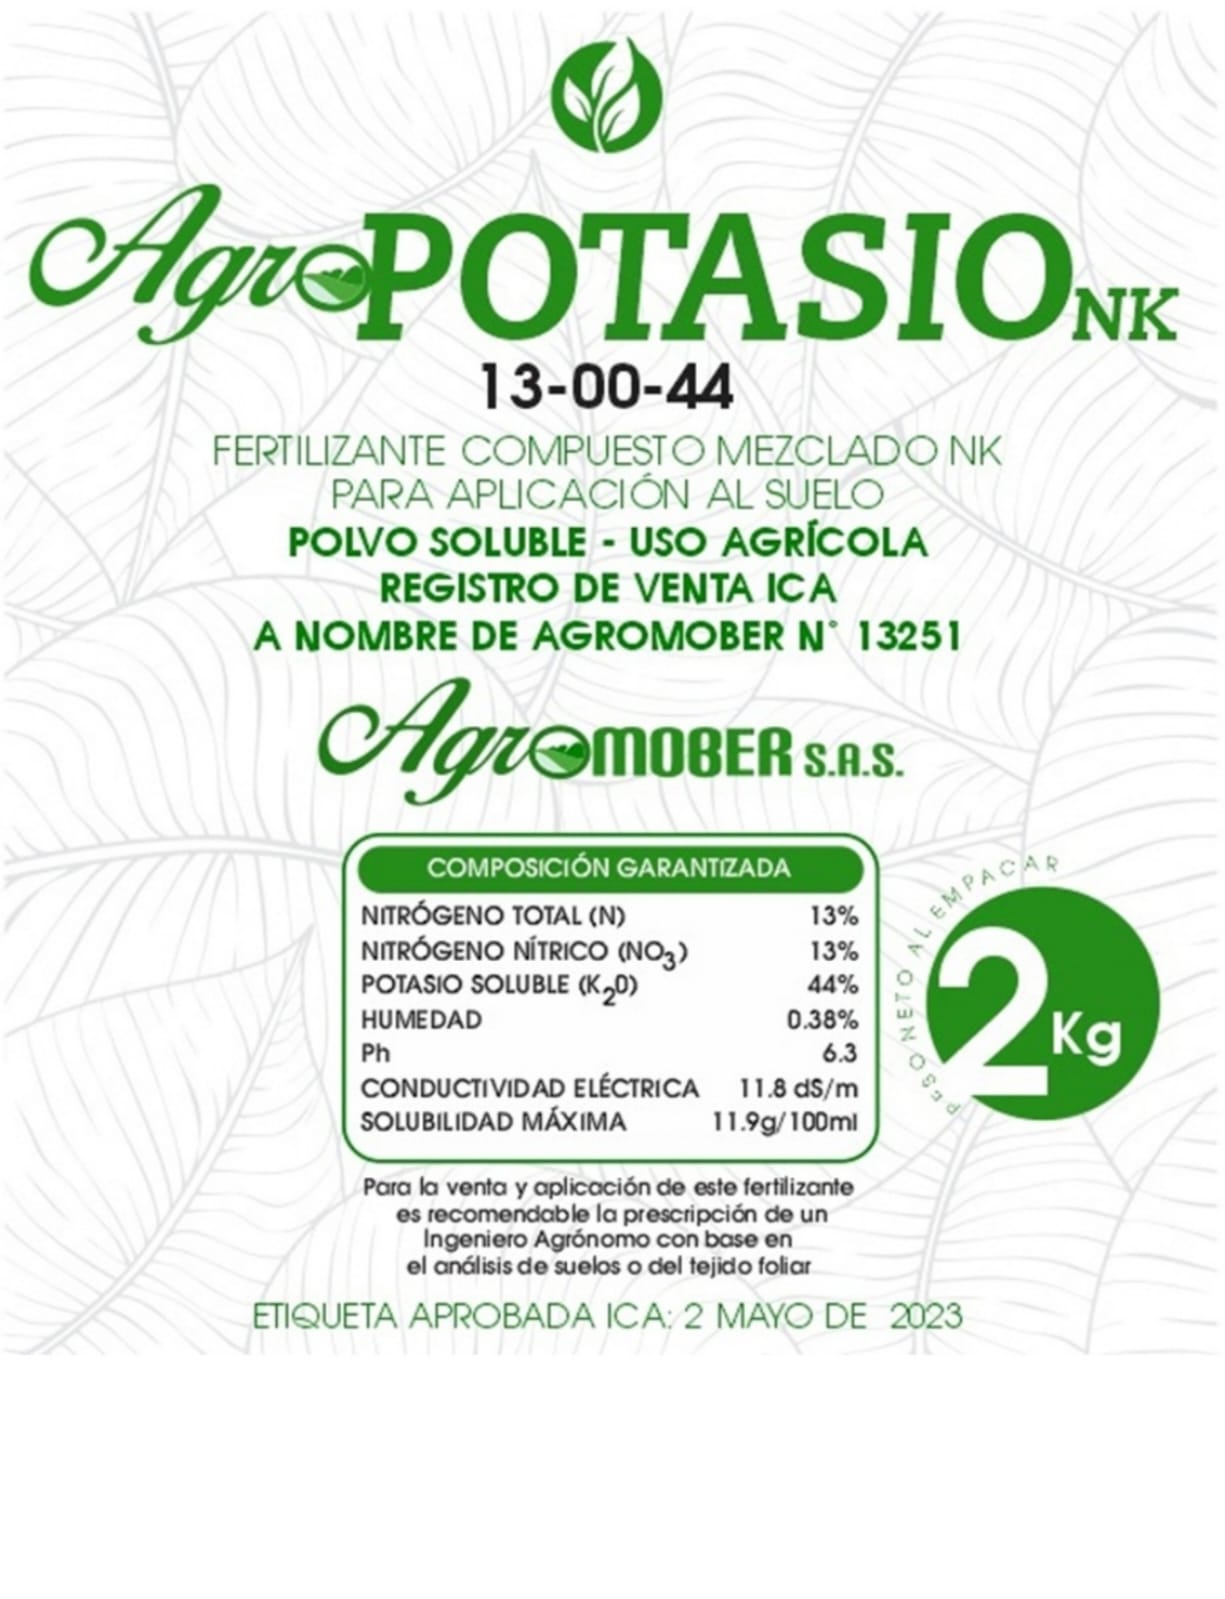 AgroPOTASIO NK
13-00-44
FERTILIZANTE COMPUESTO MEZCLADO NK
PARA APLICACIÓN AL SUELO
POLVO SOLUBLE - USO AGRÍCOLA
REGISTRO DE VENTA ICA
A NOMBRE DE AGROMOBER N° 13251
AgroMOBER S.A.S.
COMPOSICIÓN GARANTIZADA
NITRÓGENO TOTAL (N) 13%
NITRÓGENO NÍTRICO (NO3) 13%
POTASIO SOLUBLE (K20) 44%
HUMEDAD 0.38%
Ph 6.3
CONDUCTIVIDAD ELÉCTRICA 11.8 dS/m
SOLUBILIDAD MÁXIMA 11.9g/100ml
PESO NETO AL EMPACAR
2 Kg
Para la venta y aplicación de este fertilizante
es recomendable la prescripción de un
Ingeniero Agrónomo con base en
el análisis de suelos o del tejido foliar
ETIQUETA APROBADA ICA: 2 MAYO DE 2023